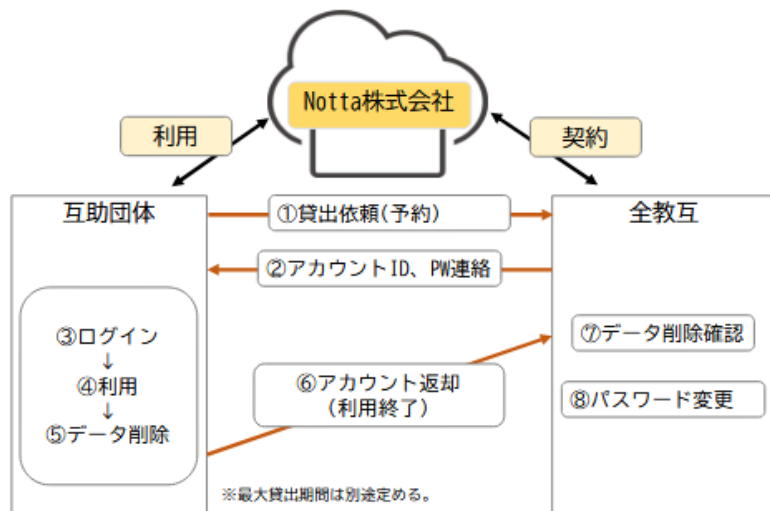 Notta株式会社
利用
契約
互助団体
①貸出依頼(予約)
全教互
②アカウントID、PW連絡
③ログイン
↓
④利用
↓
⑤データ削除
⑥アカウント返却
(利用終了)
⑦データ削除確認
⑧パスワード変更
※最大貸出期間は別途定める。